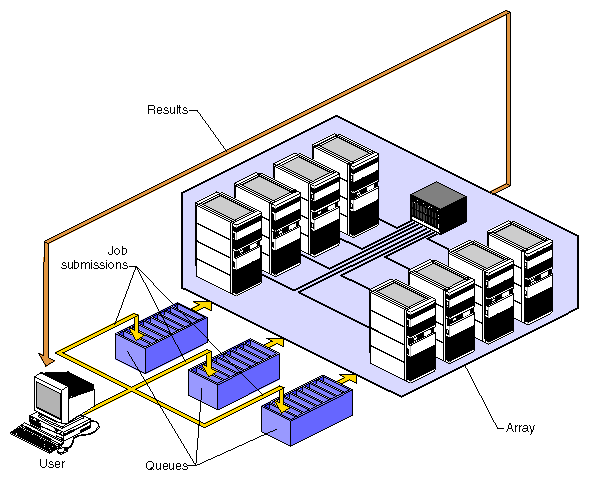 Results
Job
submissions
Array
User
Queues